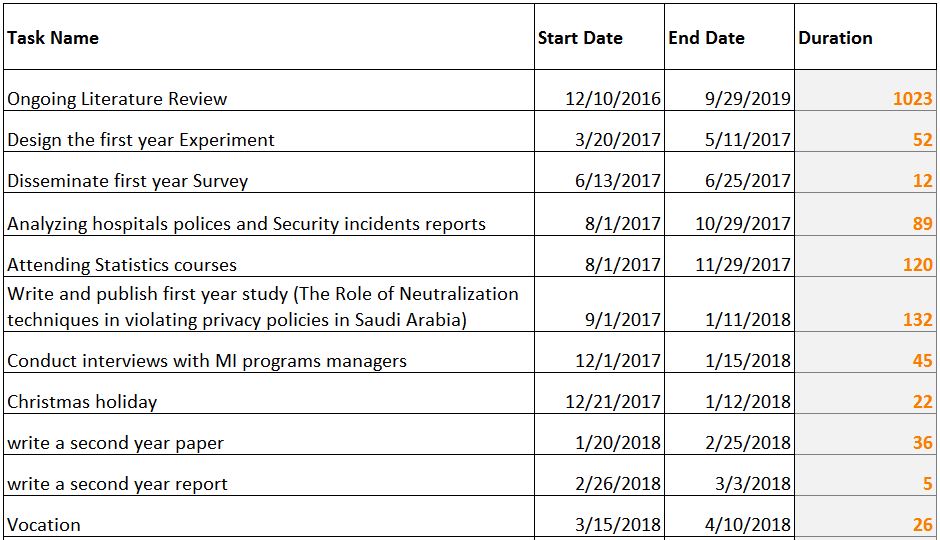 Task Name Start Date End Date Duration
Ongoing Literature Review 12/10/2016 9/29/2019 1023
Design the first year Experiment 3/20/2017 5/11/2017 52
Disseminate first year Survey 6/13/2017 6/25/2017 12
Analyzing hospitals polices and Security incidents reports 8/1/2017 10/29/2017 89
Attending Statistics courses 8/1/2017 11/29/2017 120
Write and publish first year study (The Role of Neutralization
techniques in violating privacy policies in Saudi Arabia) 9/1/2017 1/11/2018 132
Conduct interviews with MI programs managers 12/1/2017 1/15/2018 45
Christmas holiday 12/21/2017 1/12/2018 22
write a second year paper 1/20/2018 2/25/2018 36
write a second year report 2/26/2018 3/3/2018 5
Vocation 3/15/2018 4/10/2018 26